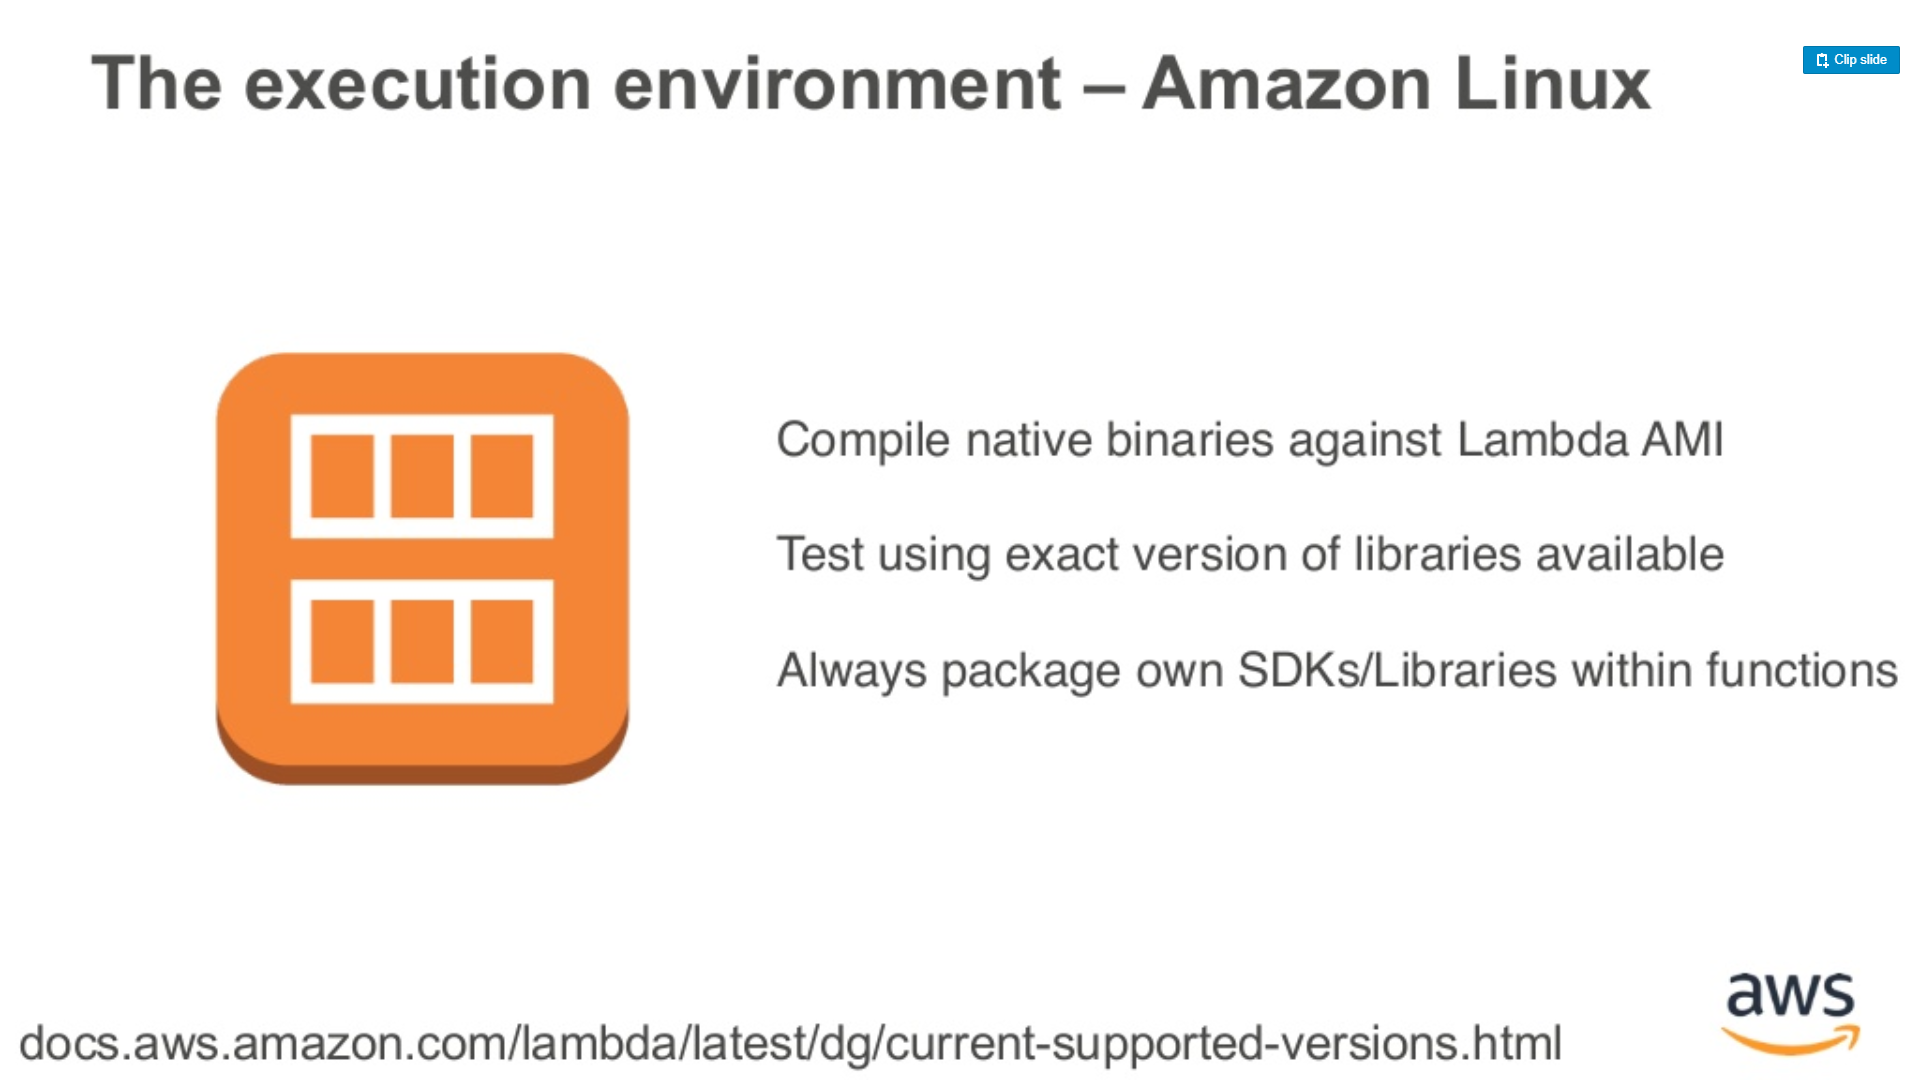 The execution environment – Amazon Linux
Clip slide
Compile native binaries against Lambda AMI
Test using exact version of libraries available
Always package own SDKs/Libraries within functions
docs.aws.amazon.com/lambda/latest/dg/current-supported-versions.html
aws